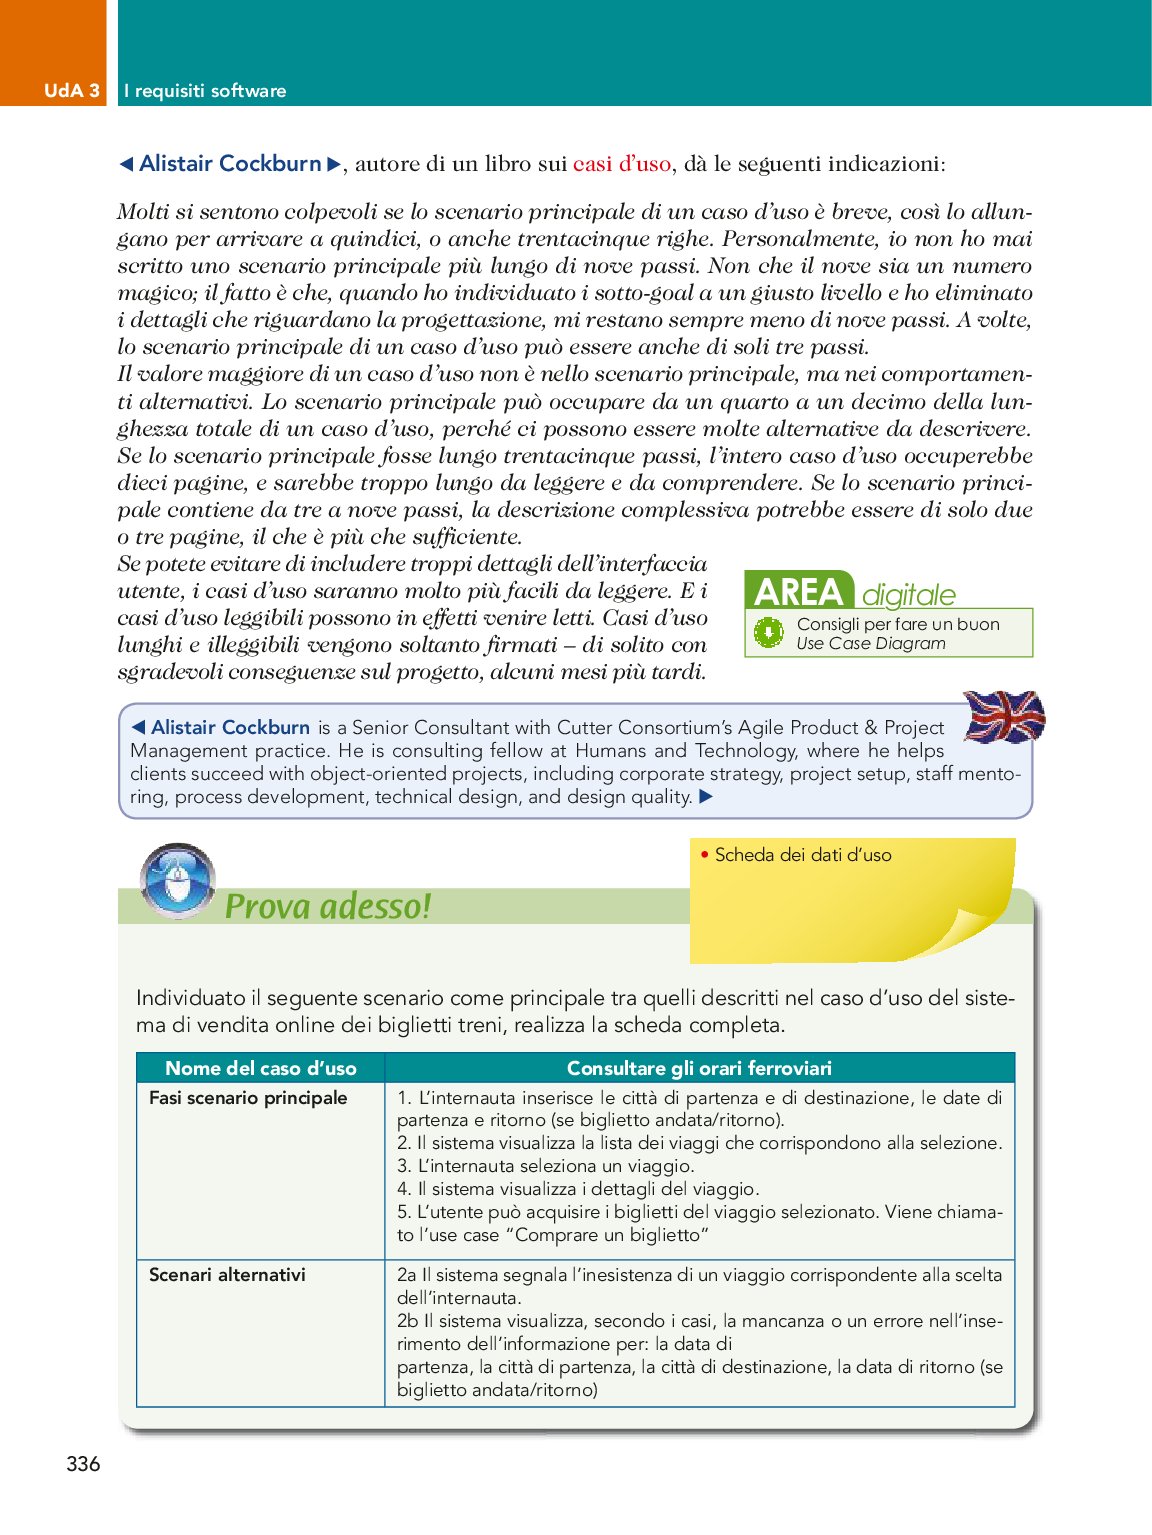 UdA 3 I requisiti software
◄ Alistair Cockburn ►, autore di un libro sui casi d'uso, dà le seguenti indicazioni:
Molti si sentono colpevoli se lo scenario principale di un caso d'uso è breve, così lo allun-
gano per arrivare a quindici, o anche trentacinque righe. Personalmente, io non ho mai
scritto uno scenario principale più lungo di nove passi. Non che il nove sia un numero
magico; il fatto è che, quando ho individuato i sotto-goal a un giusto livello e ho eliminato
i dettagli che riguardano la progettazione, mi restano sempre meno di nove passi. A volte,
lo scenario principale di un caso d'uso può essere anche di soli tre passi.
Il valore maggiore di un caso d'uso non è nello scenario principale, ma nei comportamen-
ti alternativi. Lo scenario principale può occupare da un quarto a un decimo della lun-
ghezza totale di un caso d'uso, perché ci possono essere molte alternative da descrivere.
Se lo scenario principale fosse lungo trentacinque passi, l'intero caso d'uso occuperebbe
dieci pagine, e sarebbe troppo lungo da leggere e da comprendere. Se lo scenario princi-
pale contiene da tre a nove passi, la descrizione complessiva potrebbe essere di solo due
o tre pagine, il che è più che sufficiente.
Se potete evitare di includere troppi dettagli dell'interfaccia
utente, i casi d'uso saranno molto più facili da leggere. E i
casi d'uso leggibili possono in effetti venire letti. Casi d'uso
lunghi e illeggibili vengono soltanto firmati – di solito con
sgradevoli conseguenze sul progetto, alcuni mesi più tardi.
AREA digitale
Consigli per fare un buon
Use Case Diagram
◄ Alistair Cockburn is a Senior Consultant with Cutter Consortium's Agile Product & Project
Management practice. He is consulting fellow at Humans and Technology, where he helps
clients succeed with object-oriented projects, including corporate strategy, project setup, staff mento-
ring, process development, technical design, and design quality. ►
• Scheda dei dati d'uso
Prova adesso!
Individuato il seguente scenario come principale tra quelli descritti nel caso d'uso del siste-
ma di vendita online dei biglietti treni, realizza la scheda completa.
Nome del caso d'uso Consultare gli orari ferroviari
Fasi scenario principale
1. L'internauta inserisce le città di partenza e di destinazione, le date di
partenza e ritorno (se biglietto andata/ritorno).
2. Il sistema visualizza la lista dei viaggi che corrispondono alla selezione.
3. L'internauta seleziona un viaggio.
4. Il sistema visualizza i dettagli del viaggio.
5. L'utente può acquisire i biglietti del viaggio selezionato. Viene chiama-
to l'use case "Comprare un biglietto"
Scenari alternativi
2a Il sistema segnala l'inesistenza di un viaggio corrispondente alla scelta
dell'internauta.
2b Il sistema visualizza, secondo i casi, la mancanza o un errore nell'inse-
rimento dell'informazione per: la data di
partenza, la città di partenza, la città di destinazione, la data di ritorno (se
biglietto andata/ritorno)
336